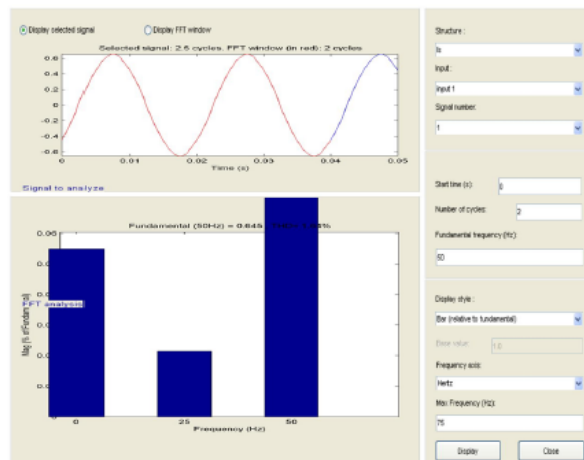 Display selected signal
Display FFT window
Selected signal: 2.5 cycles. FFT window (in red): 2 cycles
0.6
0.4
0.2
0
-0.2
-0.4
-0.6
0
0.01
0.02
0.03
0.04
0.05
Time (s)
Signal to analyze
Fundamental (50Hz) = 0.645
0.05
FFT analysis
Mag (% of Fundamental)
0
25
50
Frequency (Hz)
Structure :
Is
Input :
input 1
Signal number:
1
Start time (s):
0
Number of cycles:
2
Fundamental frequency (Hz):
50
Display style :
Bar (relative to fundamental)
Base value:
1.0
Frequency axis:
Hertz
Max Frequency (Hz):
75
Display
Close